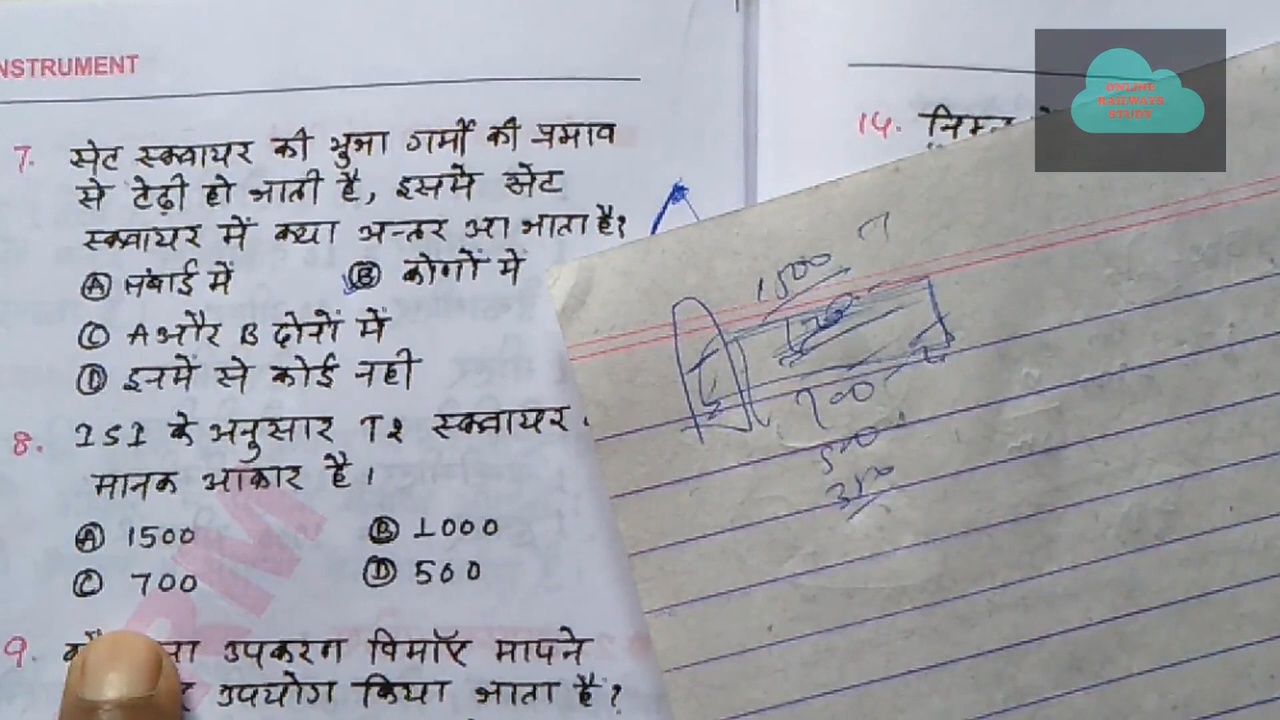 NSTRUMENT
7. सेट स्क्वायर की भुजा गर्मी की प्रभाव
से टेढ़ी हो जाती है, इसमे सेट
स्क्वायर में क्या अन्तर आ जाता है?
(A) लंबाई में (B) कोणों में
(C) A और B दोनों में
(D) इनमें से कोई नही
8. ISI के अनुसार T2 स्क्वायर
मानक आकार है।
(A) 1500 (B) 1000
(C) 700 (D) 500
9. उपकरण विमाएँ मापने
उपयोग किया जाता है?
14. निम्न
ONLINE
RAILWAYS
STUDY
1500
700
500